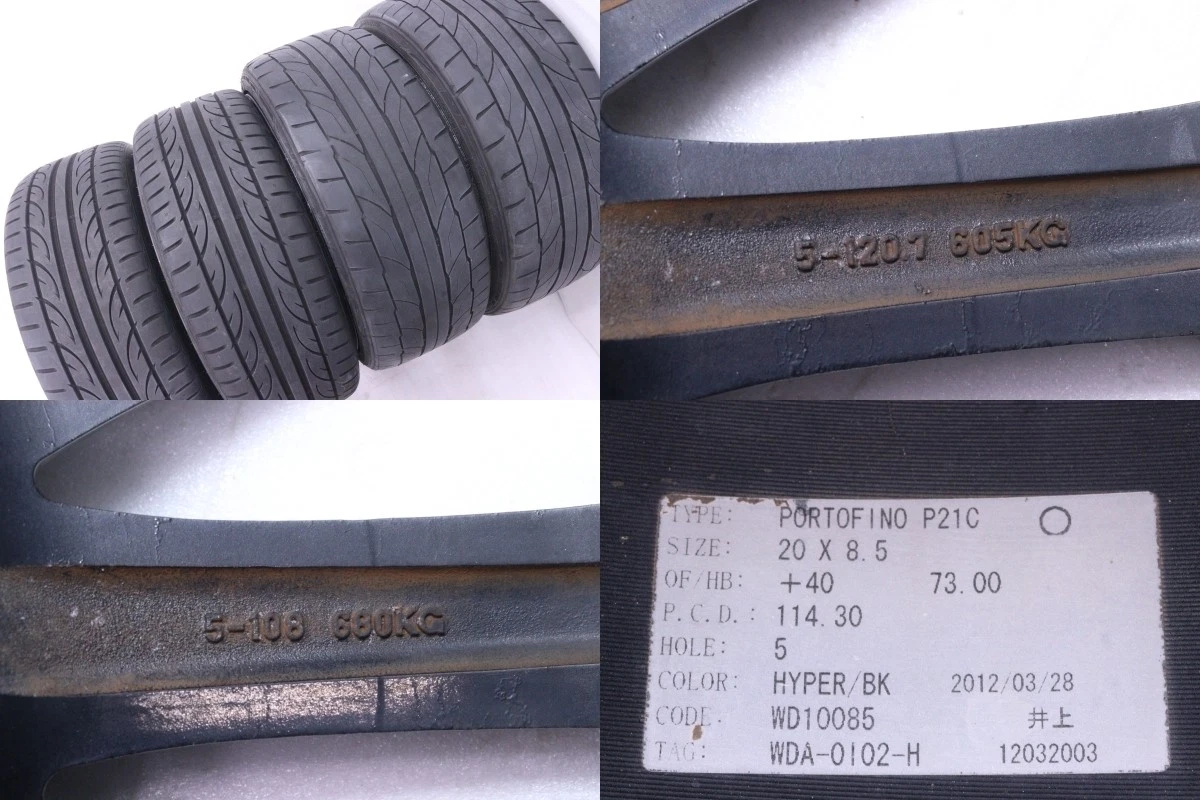 5-120.1 605KG
5-108 680KG
TYPE: PORTOFINO P21C ○
SIZE: 20 X 8.5
OF/HB: +40 73.00
P.C.D.: 114.30
HOLE: 5
COLOR: HYPER/BK 2012/03/28
CODE: WD10085 井上
TAG: WDA-0102-H 12032003